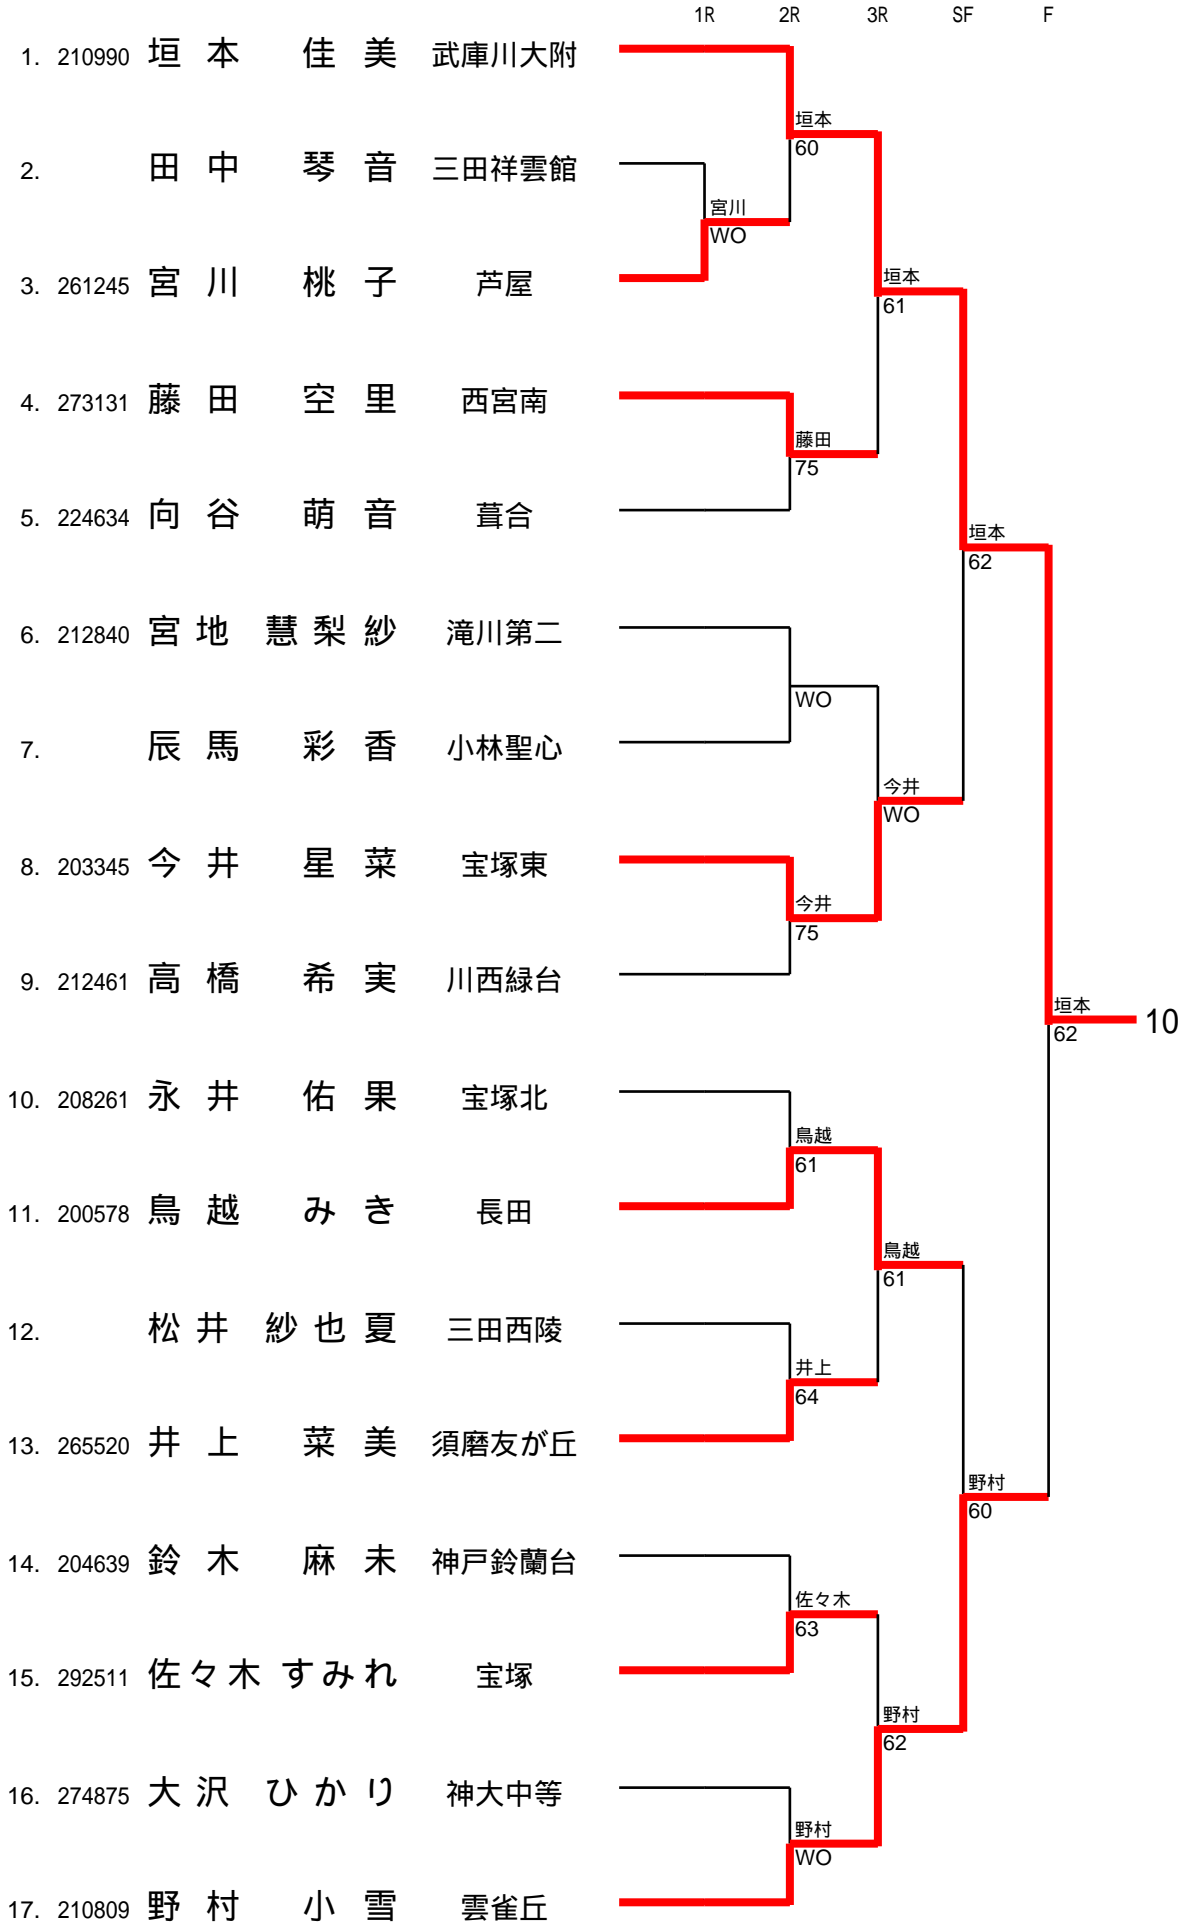 1R 2R 3R SF F
1. 210990 垣本 佳美 武庫川大附
垣本
60
2. 田中 琴音 三田祥雲館
宮川
WO
3. 261245 宮川 桃子 芦屋
垣本
61
4. 273131 藤田 空里 西宮南
藤田
75
5. 224634 向谷 萌音 葺合
垣本
62
6. 212840 宮地 慧梨紗 滝川第二
WO
7. 辰馬 彩香 小林聖心
今井
WO
8. 203345 今井 星菜 宝塚東
今井
75
9. 212461 高橋 希実 川西緑台
垣本
62
10
10. 208261 永井 佑果 宝塚北
鳥越
61
11. 200578 鳥越 みき 長田
鳥越
61
12. 松井 紗也夏 三田西陵
井上
64
13. 265520 井上 菜美 須磨友が丘
野村
60
14. 204639 鈴木 麻未 神戸鈴蘭台
佐々木
63
15. 292511 佐々木 すみれ 宝塚
野村
62
16. 274875 大沢 ひかり 神大中等
野村
WO
17. 210809 野村 小雪 雲雀丘